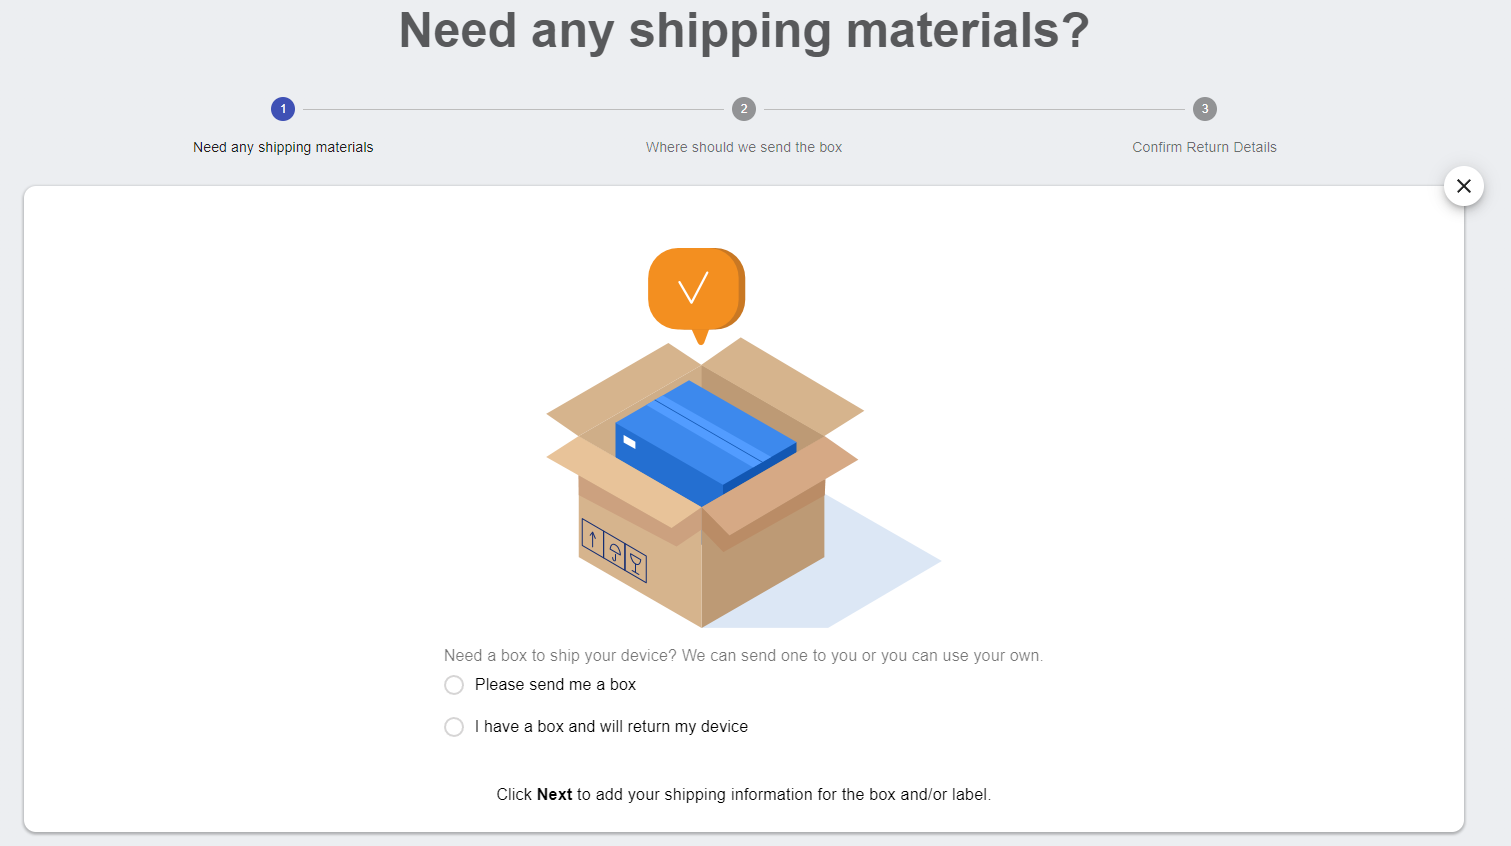 Need any shipping materials?
1
2
3
Need any shipping materials
Where should we send the box
Confirm Return Details
Need a box to ship your device? We can send one to you or you can use your own.
Please send me a box
I have a box and will return my device
Click Next to add your shipping information for the box and/or label.